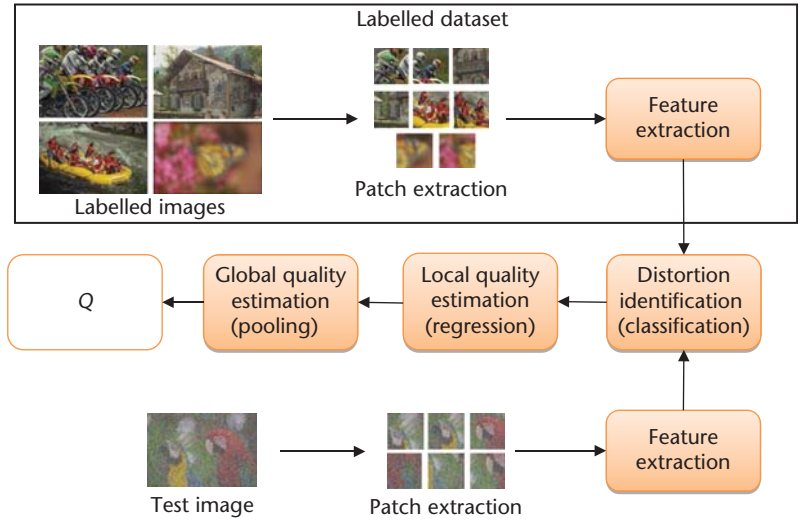 Labelled dataset
Labelled images
Patch extraction
Feature
extraction
Q
Global quality
estimation
(pooling)
Local quality
estimation
(regression)
Distortion
identification
(classification)
Test image
Patch extraction
Feature
extraction